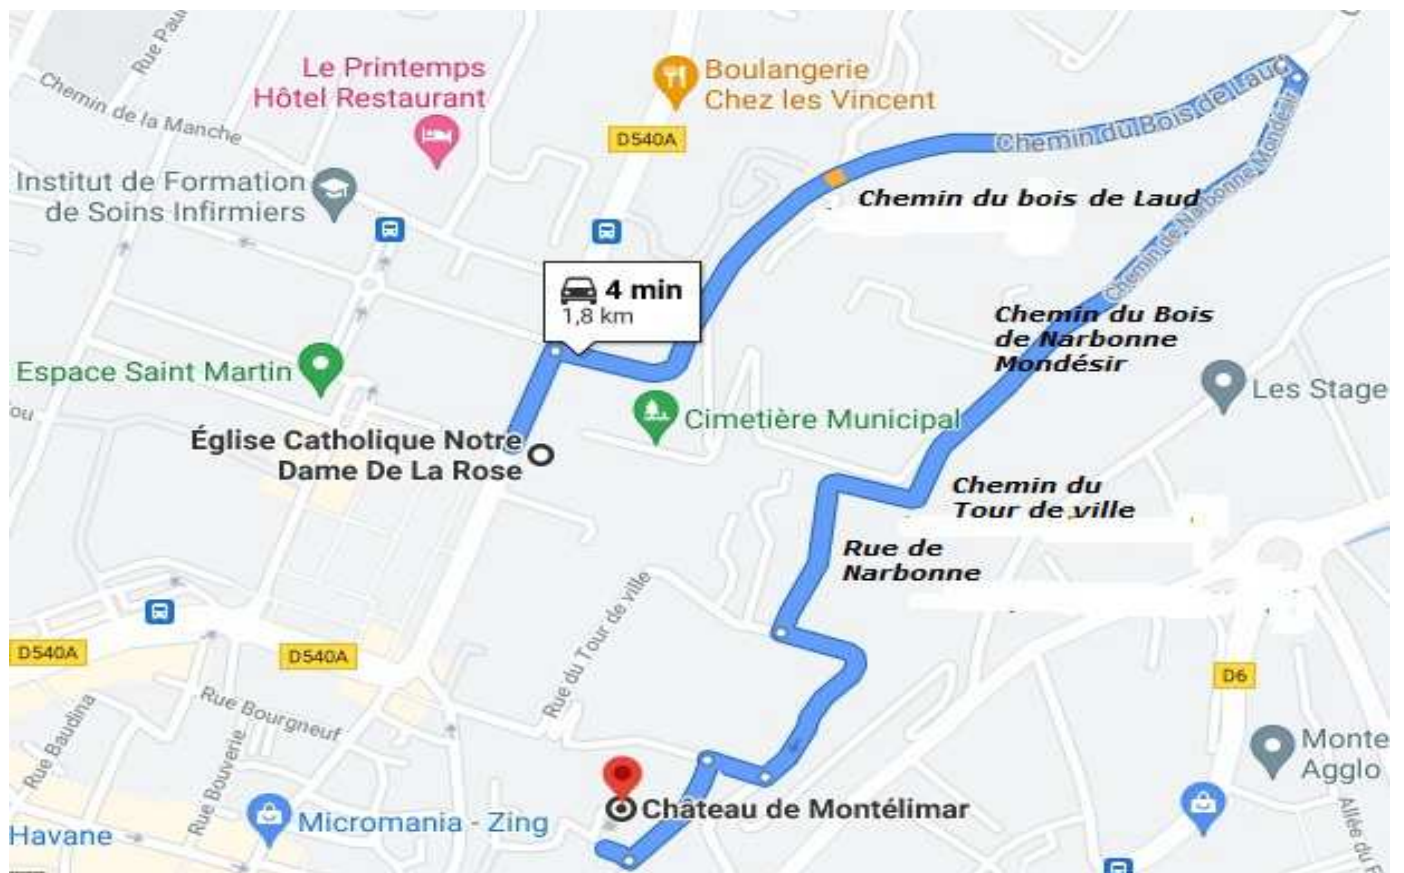 Le Printemps
Hôtel Restaurant
Boulangerie
Chez les Vincent
Chemin de la Manche
D540A
Chemin du Bois de Laud
Institut de Formation
de Soins Infirmiers
Chemin du bois de Laud
Chemin de Narbonne Mondésir
4 min
1,8 km
Chemin du Bois
de Narbonne
Mondésir
Espace Saint Martin
Les Stage
ou
Cimetière Municipal
Église Catholique Notre
Dame De La Rose
Chemin du
Tour de ville
Rue de
Narbonne
Rue du Tour de ville
D540A
D540A
D6
Rue Baudina
Rue Bourgneuf
Rue Bouverie
Monte
Agglo
Château de Montélimar
Micromania - Zing
Havane